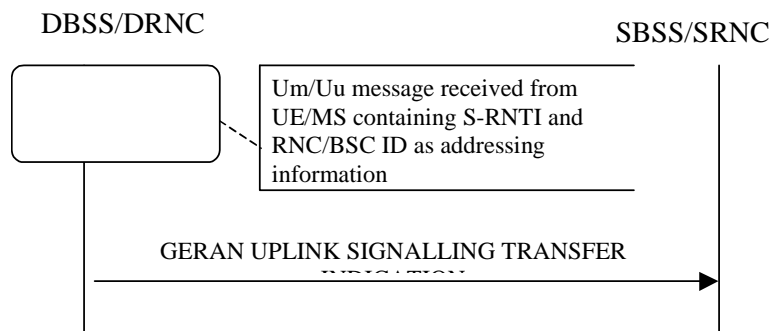 DBSS/DRNC
SBSS/SRNC
Um/Uu message received from
UE/MS containing S-RNTI and
RNC/BSC ID as addressing
information
GERAN UPLINK SIGNALLING TRANSFER
INDICATION